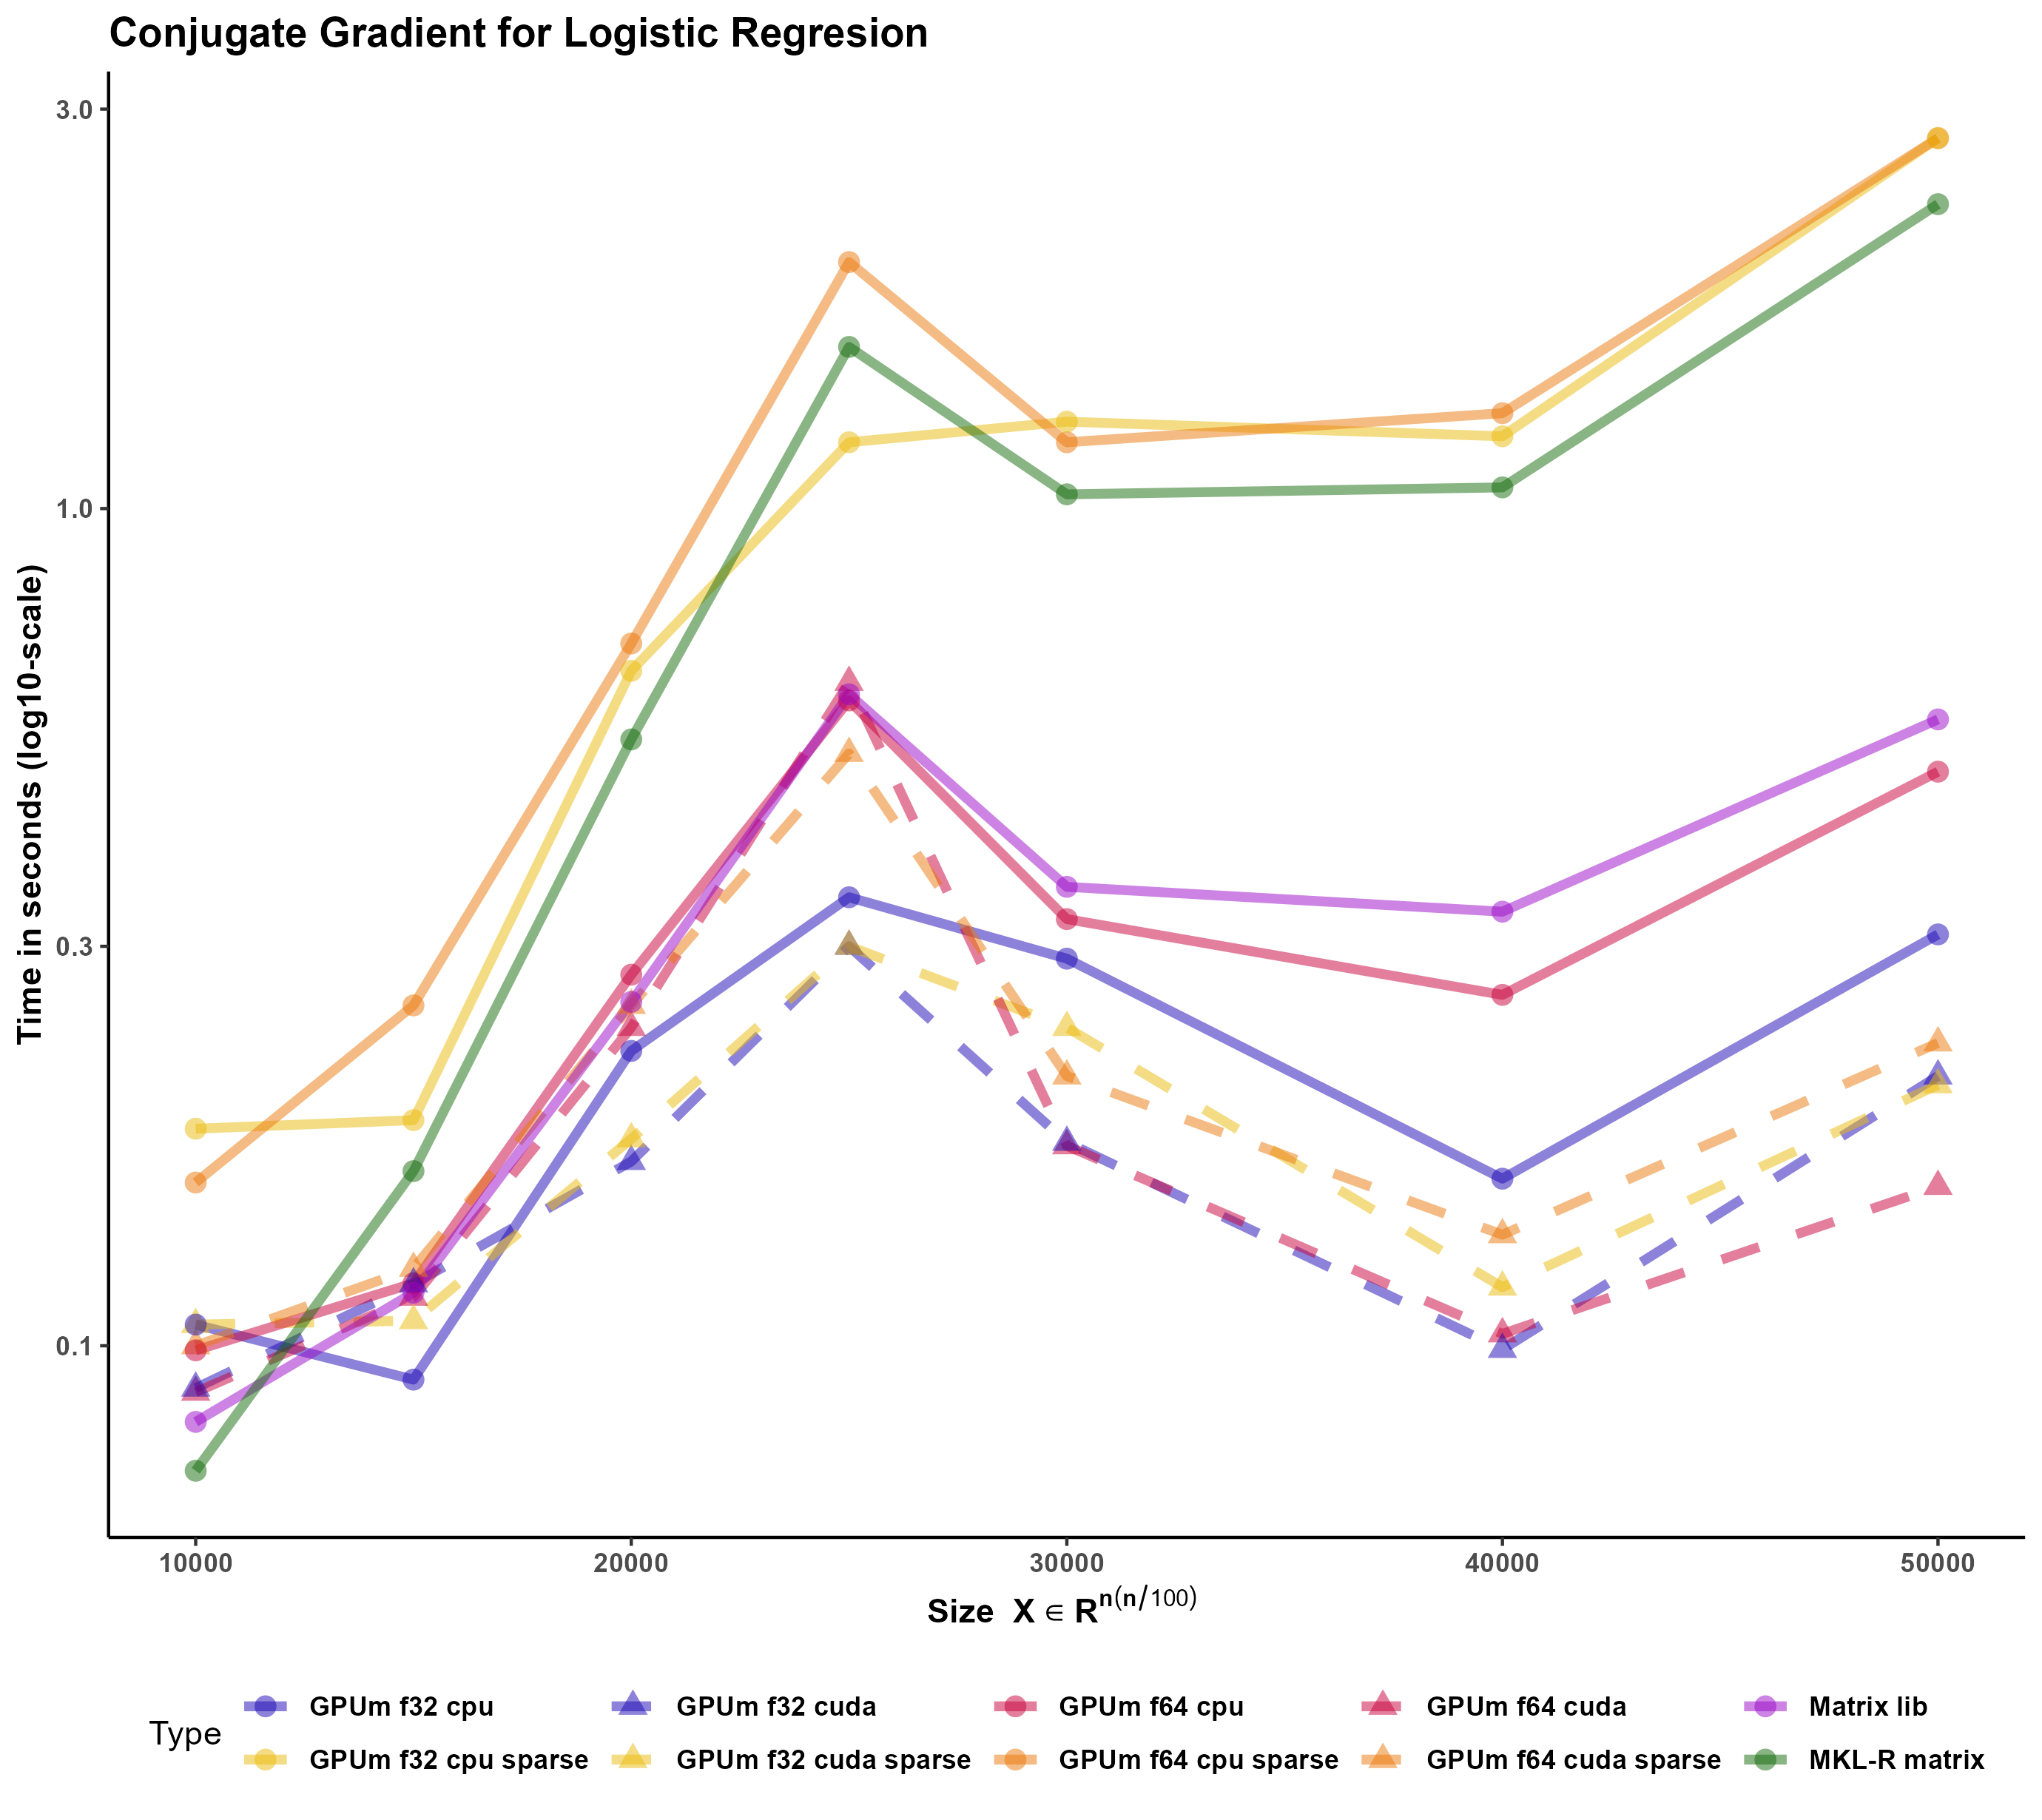 Conjugate Gradient for Logistic Regresion
Time in seconds (log10-scale)
3.0
1.0
0.3
0.1
10000 20000 30000 40000 50000
Size X ∈ R^n(n/100)
Type
GPUm f32 cpu GPUm f32 cuda GPUm f64 cpu GPUm f64 cuda Matrix lib
GPUm f32 cpu sparse GPUm f32 cuda sparse GPUm f64 cpu sparse GPUm f64 cuda sparse MKL-R matrix